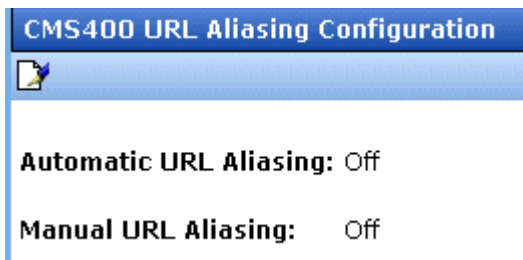 CMS400 URL Aliasing Configuration
Automatic URL Aliasing: Off
Manual URL Aliasing: Off